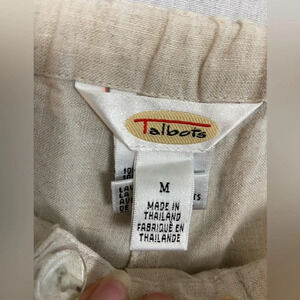 Talbots
M
MADE IN
THAILAND
FABRIQUÉ EN
THAILANDE